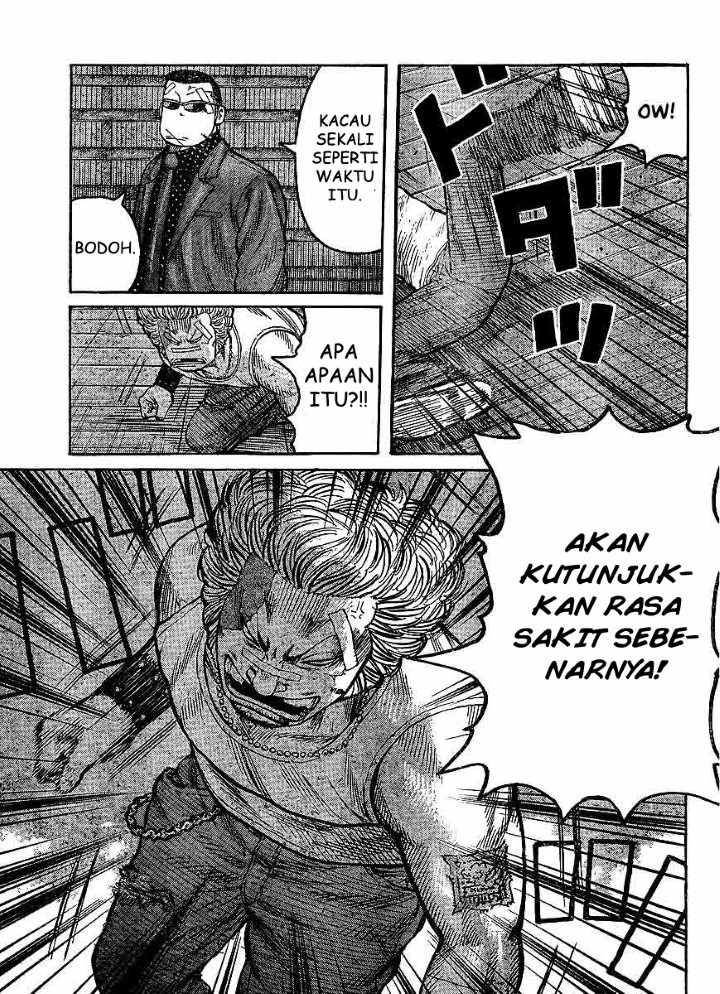 OW!
ドダッ
KACAU
SEKALI
SEPERTI
WAKTU
ITU.
BODOH.
APA
APAAN
ITU?!!
AKAN
KUTUNJUK-
KAN RASA
SAKIT SEBE-
NARNYA!